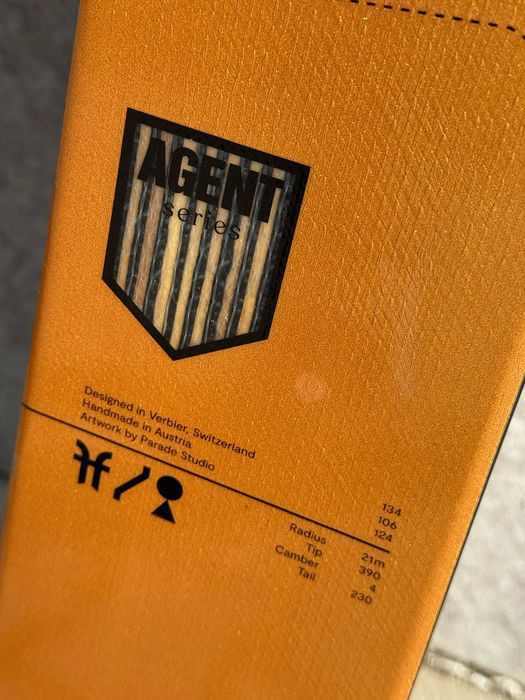 AGENT
series
Designed in Verbier, Switzerland
Handmade in Austria
Artwork by Parade Studio
134
106
124
Radius 21m
Tip 390
Camber 4
Tail 230